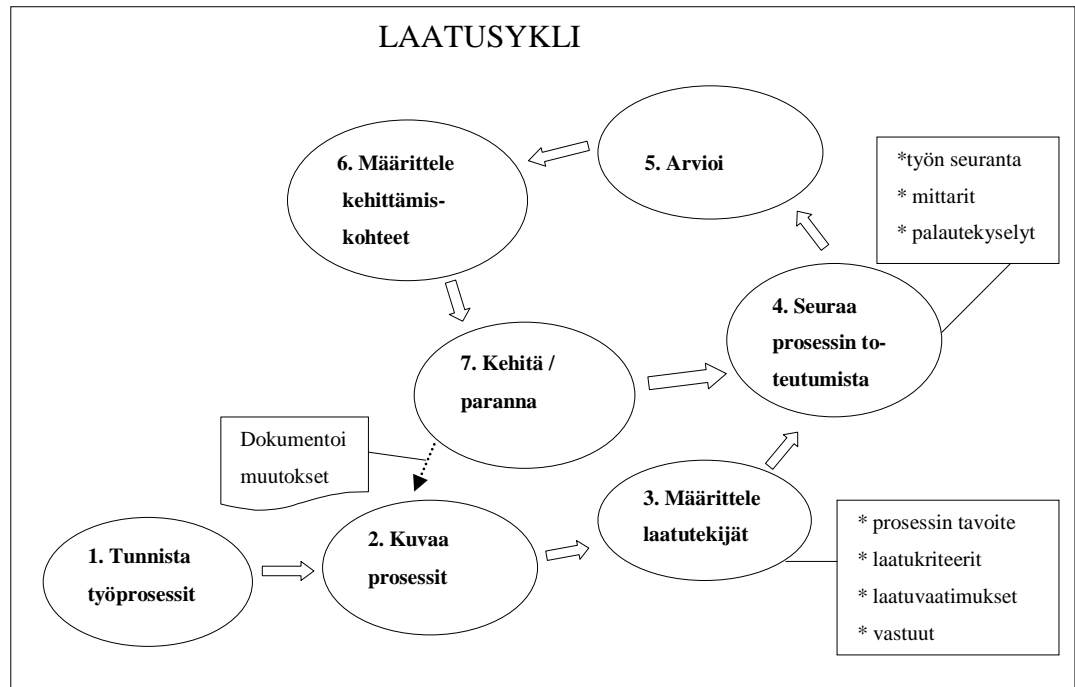 LAATUSYKLI
1. Tunnista
työprosessit
2. Kuvaa
prosessit
3. Määrittele
laatutekijät
* prosessin tavoite
* laatukriteerit
* laatuvaatimukset
* vastuut
4. Seuraa
prosessin to-
teutumista
*työn seuranta
* mittarit
* palautekyselyt
5. Arvioi
6. Määrittele
kehittämis-
kohteet
7. Kehitä /
paranna
Dokumentoi
muutokset